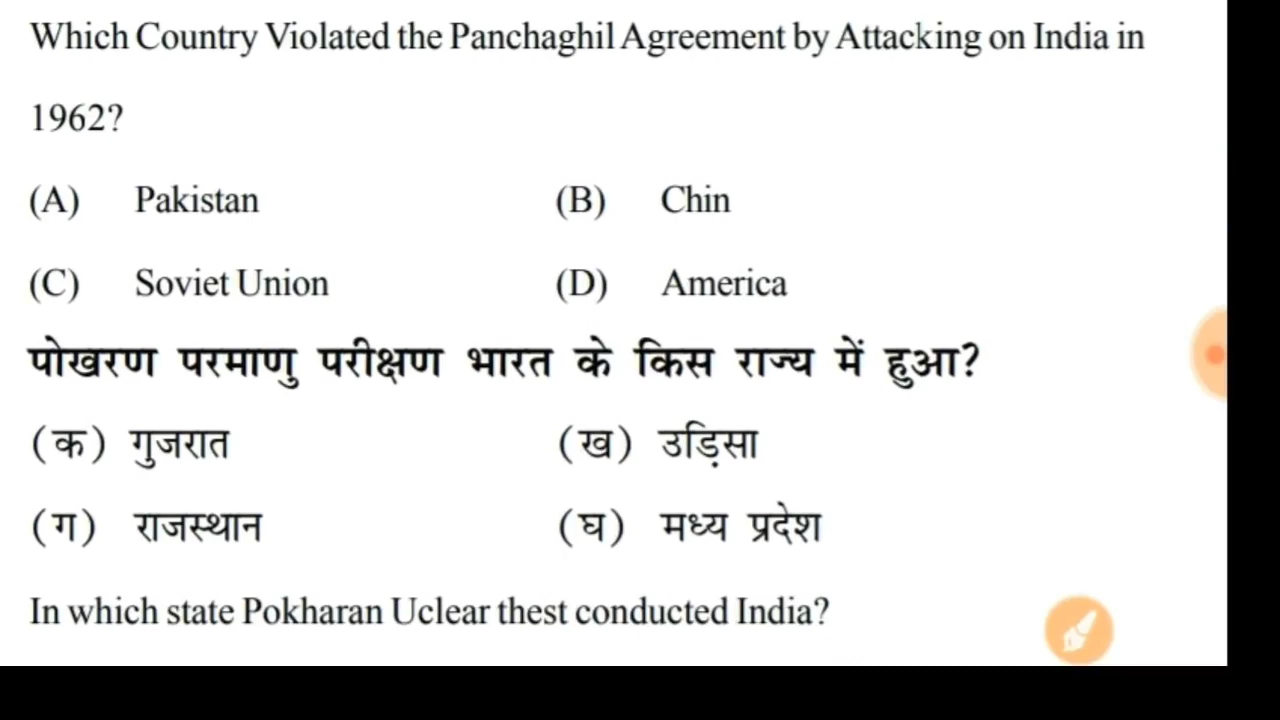 Which Country Violated the Panchaghil Agreement by Attacking on India in
1962?
(A) Pakistan (B) Chin
(C) Soviet Union (D) America
पोखरण परमाणु परीक्षण भारत के किस राज्य में हुआ?
(क) गुजरात (ख) उड़िसा
(ग) राजस्थान (घ) मध्य प्रदेश
In which state Pokharan Uclear thest conducted India?